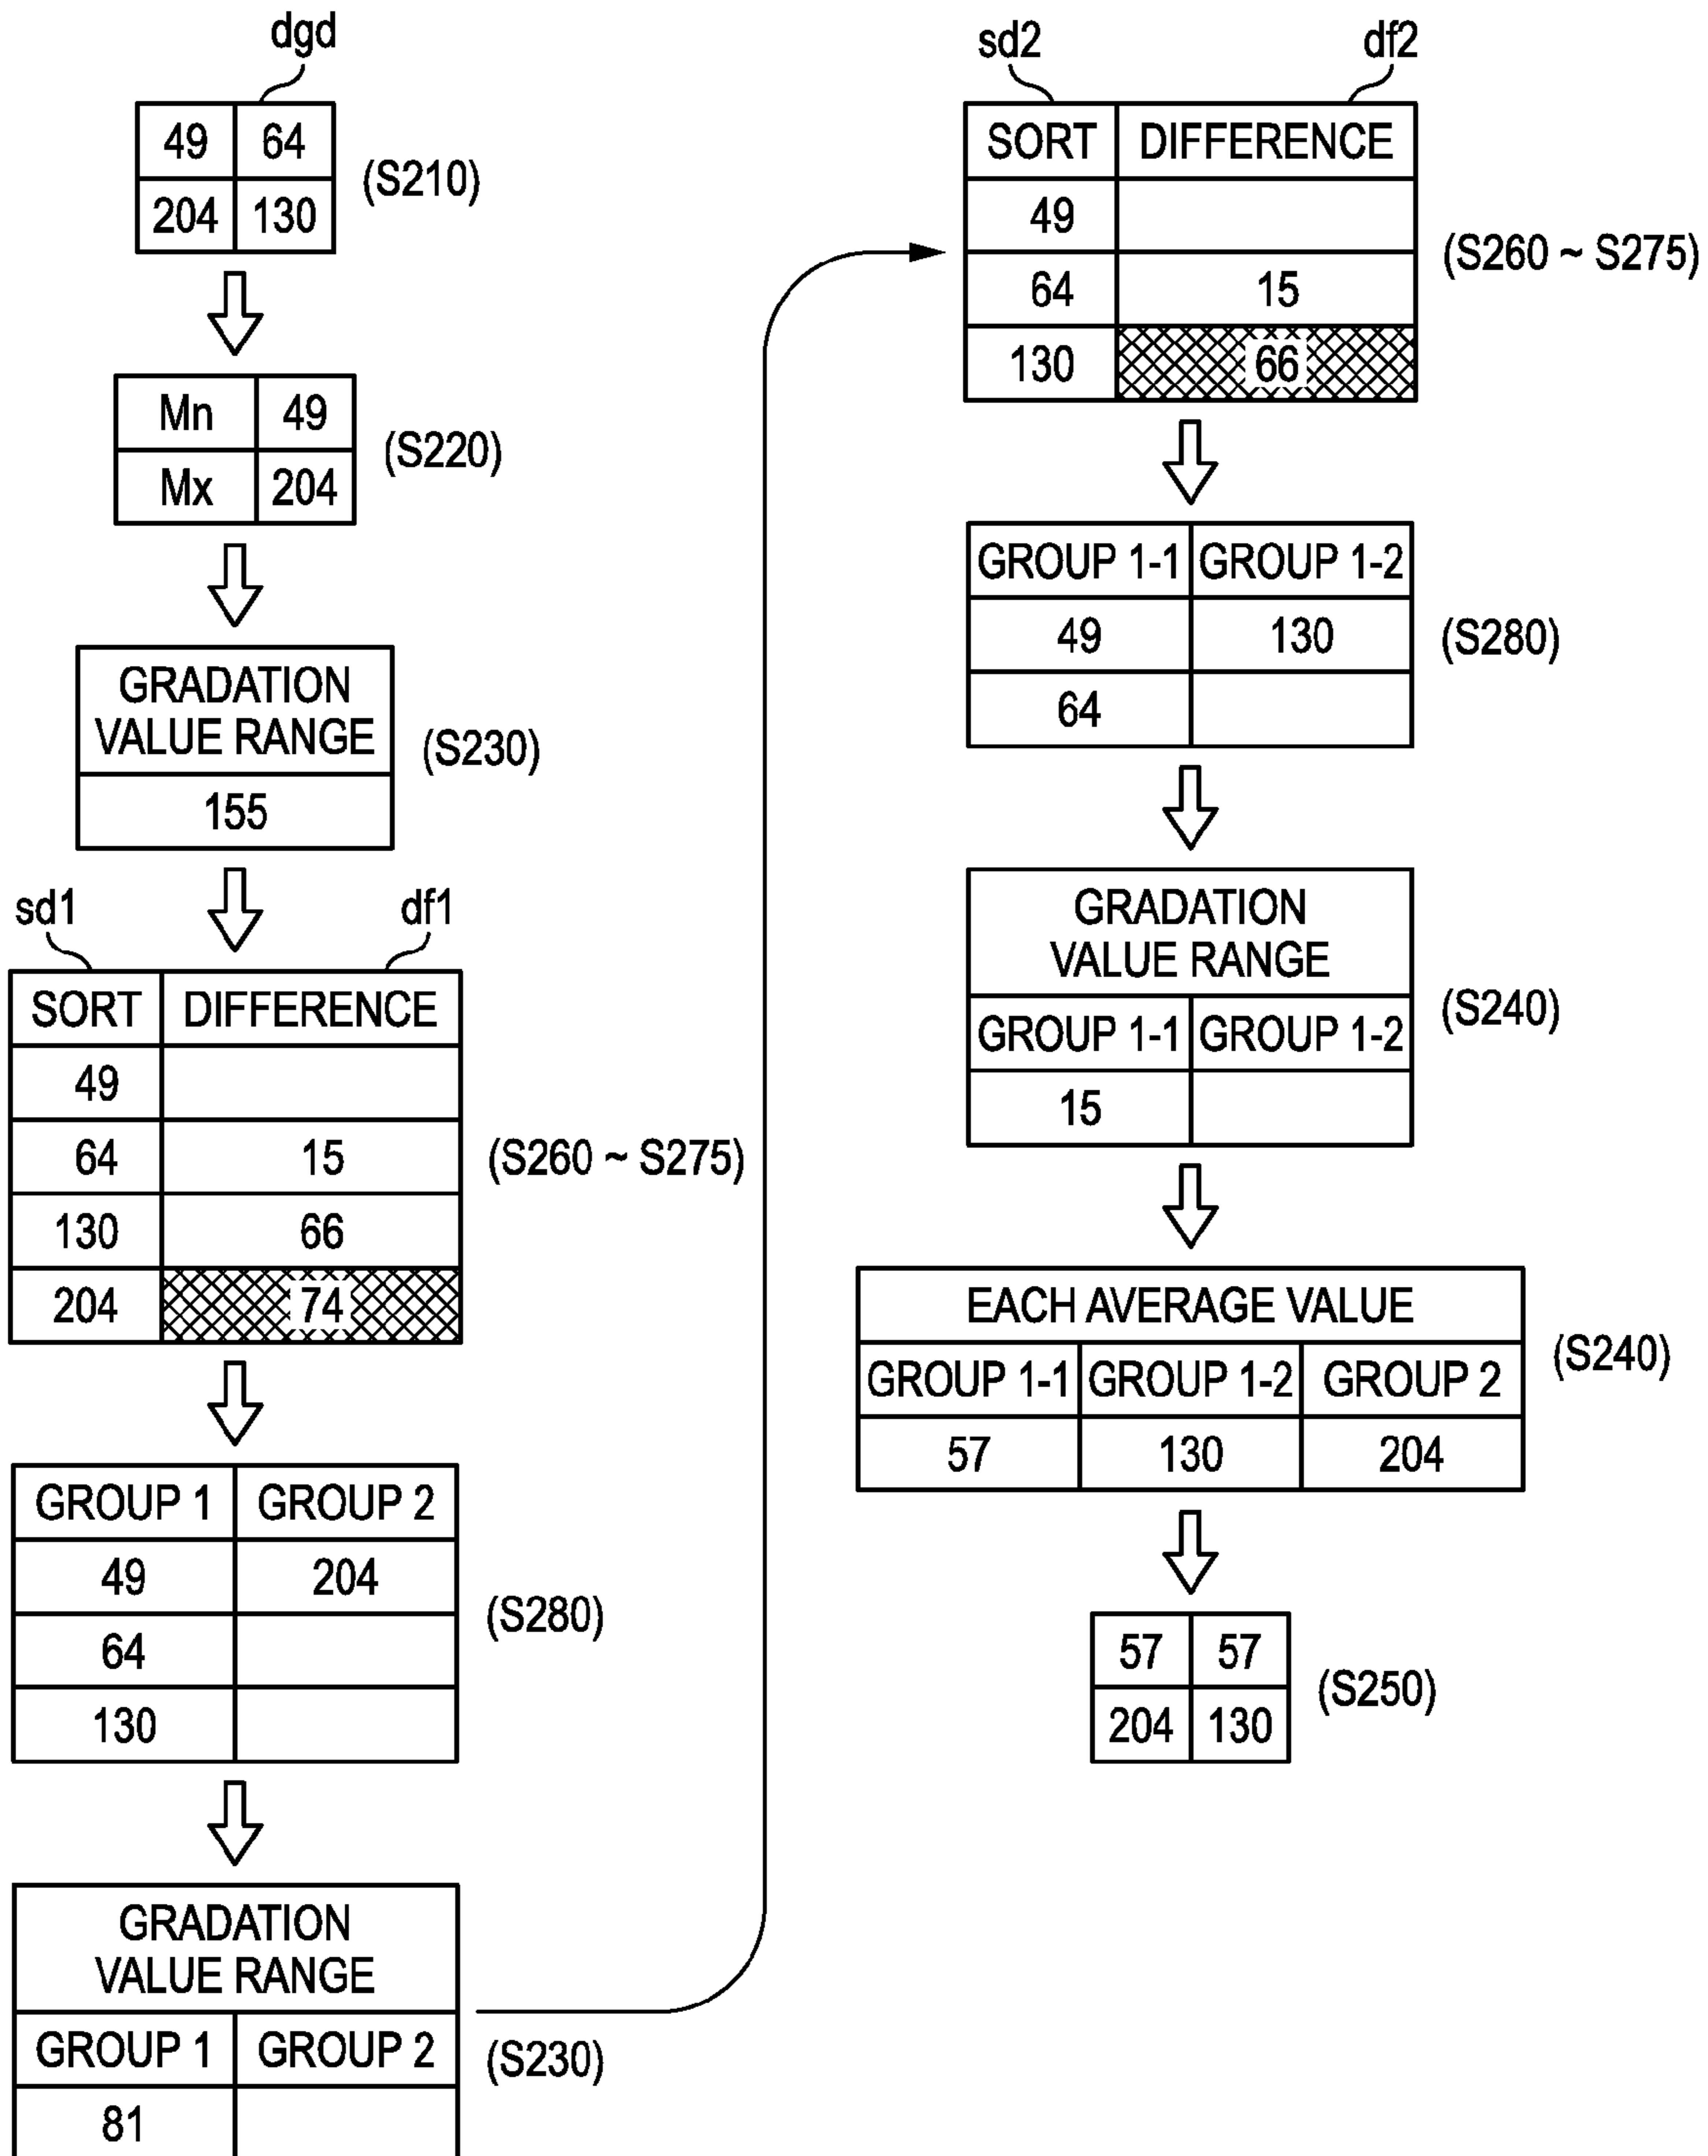 dgd
49 64
204 130
(S210)
Mn 49
Mx 204
(S220)
GRADATION
VALUE RANGE
155
(S230)
sd1 df1
SORT DIFFERENCE
49
64 15
130 66
204 74
(S260 ~ S275)
GROUP 1 GROUP 2
49 204
64
130
(S280)
GRADATION
VALUE RANGE
GROUP 1 GROUP 2
81
(S230)
sd2 df2
SORT DIFFERENCE
49
64 15
130 66
(S260 ~ S275)
GROUP 1-1 GROUP 1-2
49 130
64
(S280)
GRADATION
VALUE RANGE
GROUP 1-1 GROUP 1-2
15
(S240)
EACH AVERAGE VALUE
GROUP 1-1 GROUP 1-2 GROUP 2
57 130 204
(S240)
57 57
204 130
(S250)